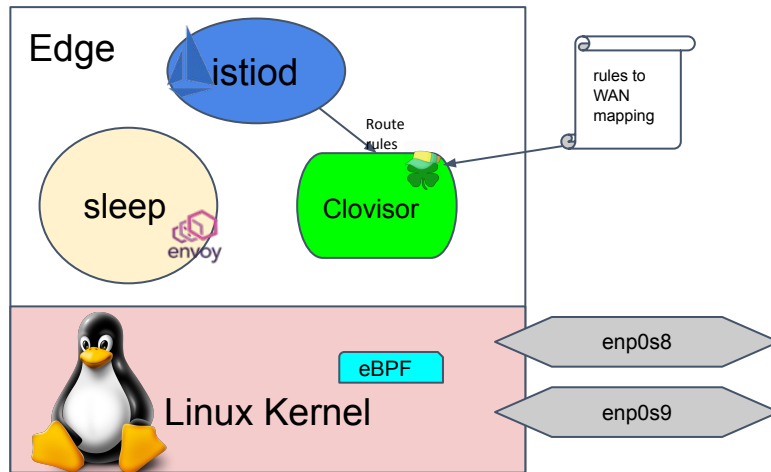 Edge
istiod
rules to
WAN
mapping
Route
rules
sleep
envoy
Clovisor
enp0s8
eBPF
Linux Kernel
enp0s9